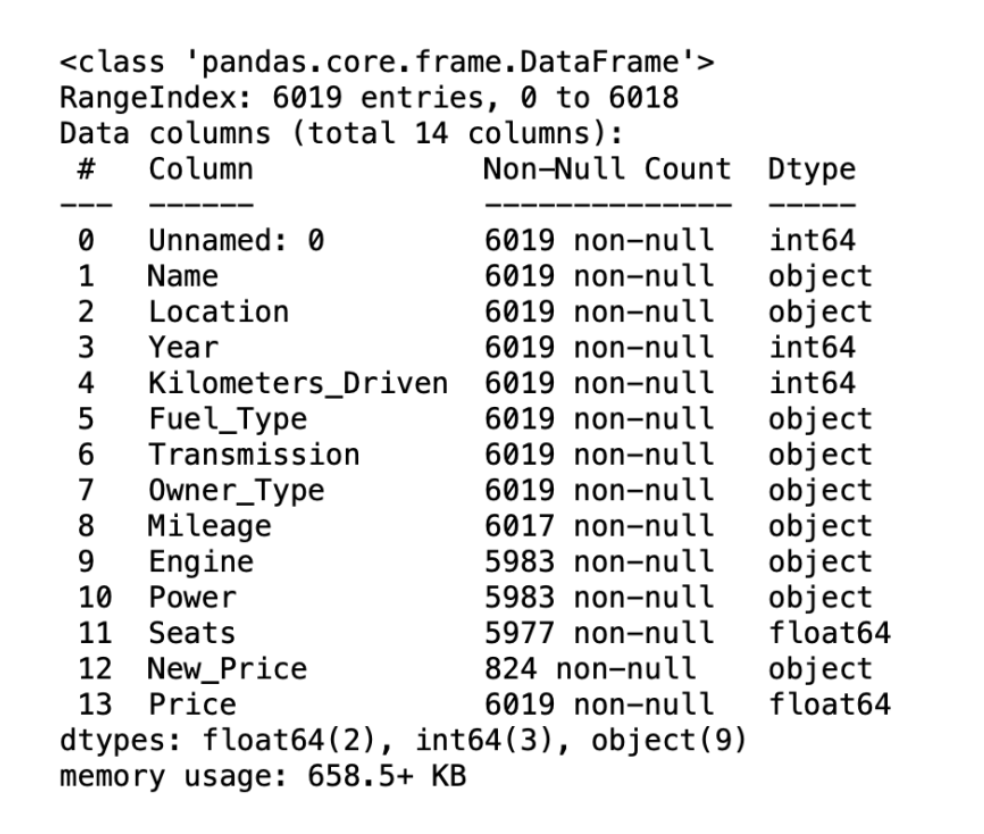 <class 'pandas.core.frame.DataFrame'>
RangeIndex: 6019 entries, 0 to 6018
Data columns (total 14 columns):
 #   Column             Non-Null Count  Dtype
---  ------             --------------  -----
 0   Unnamed: 0         6019 non-null   int64
 1   Name               6019 non-null   object
 2   Location           6019 non-null   object
 3   Year               6019 non-null   int64
 4   Kilometers_Driven  6019 non-null   int64
 5   Fuel_Type          6019 non-null   object
 6   Transmission       6019 non-null   object
 7   Owner_Type         6019 non-null   object
 8   Mileage            6017 non-null   object
 9   Engine             5983 non-null   object
 10  Power              5983 non-null   object
 11  Seats              5977 non-null   float64
 12  New_Price          824 non-null    object
 13  Price              6019 non-null   float64
dtypes: float64(2), int64(3), object(9)
memory usage: 658.5+ KB